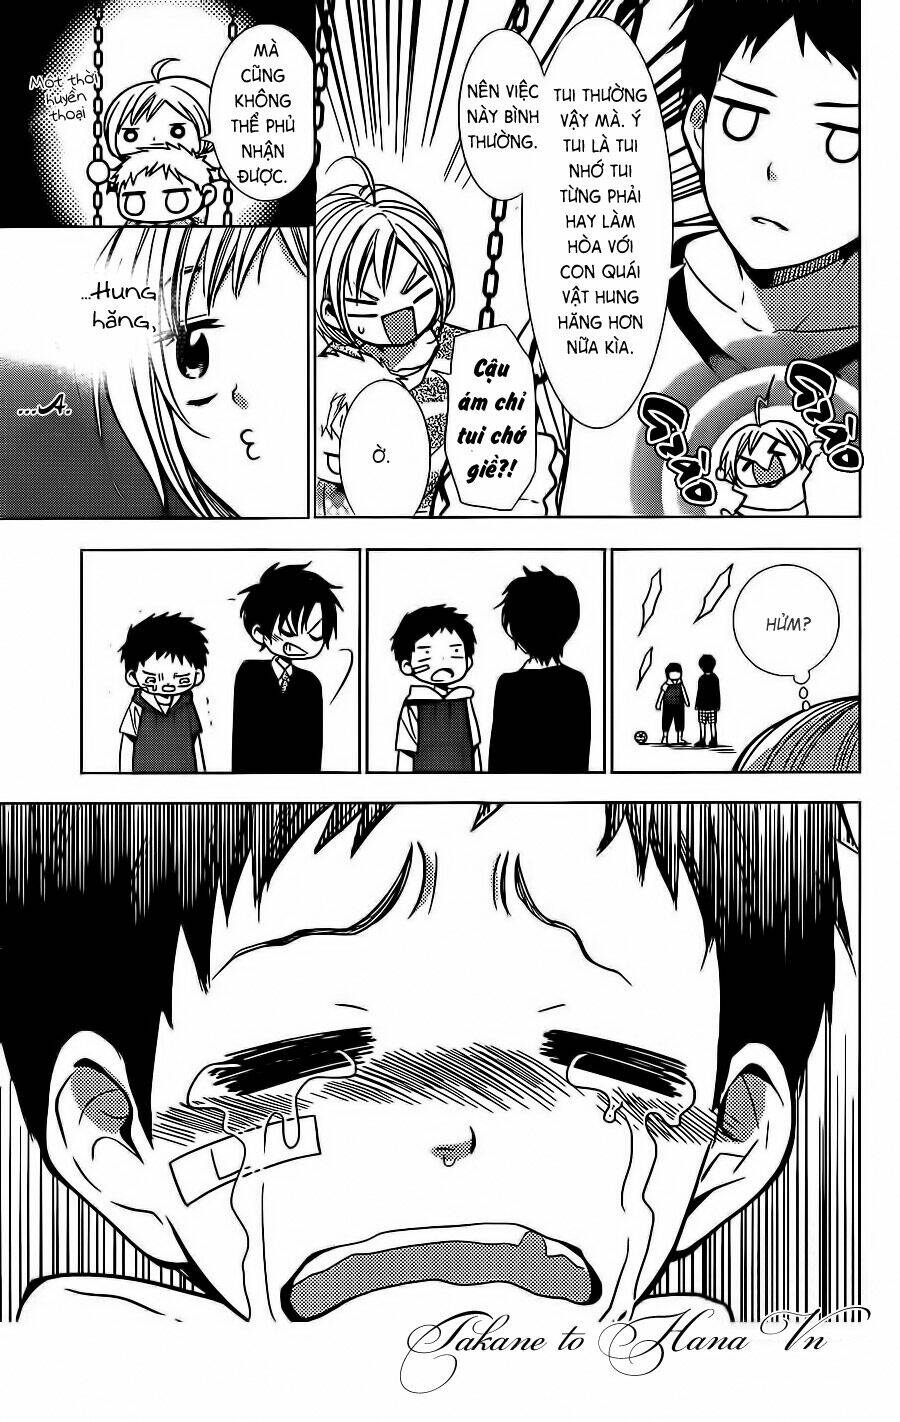 TUI THƯỜNG
VẬY MÀ. Ý
TUI LÀ TUI
NHỚ TUI
TỪNG PHẢI
HAY LÀM
HÒA VỚI
CON QUÁI
VẬT HUNG
HĂNG HƠN
NỮA KÌA.
NÊN VIỆC
NÀY BÌNH
THƯỜNG.
Cậu
ám chỉ
tui chớ
giề?!
Ờ.
MÀ
CŨNG
KHÔNG
THỂ PHỦ
NHẬN
ĐƯỢC.
Một thời
huyền
thoại
...Hung
hăng,
...A.
HỬM?
Takane to Hana Vn